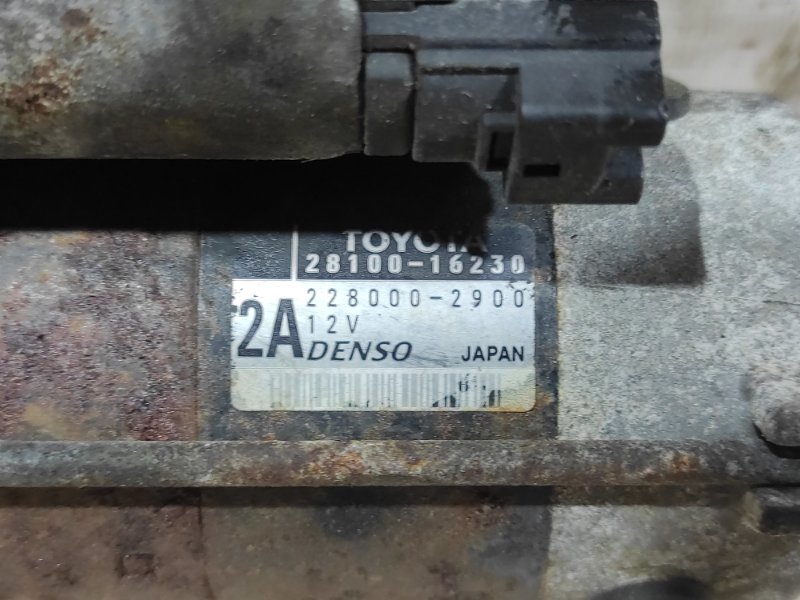 TOYOTA
28100-16230
228000-2900
12V
2A DENSO JAPAN